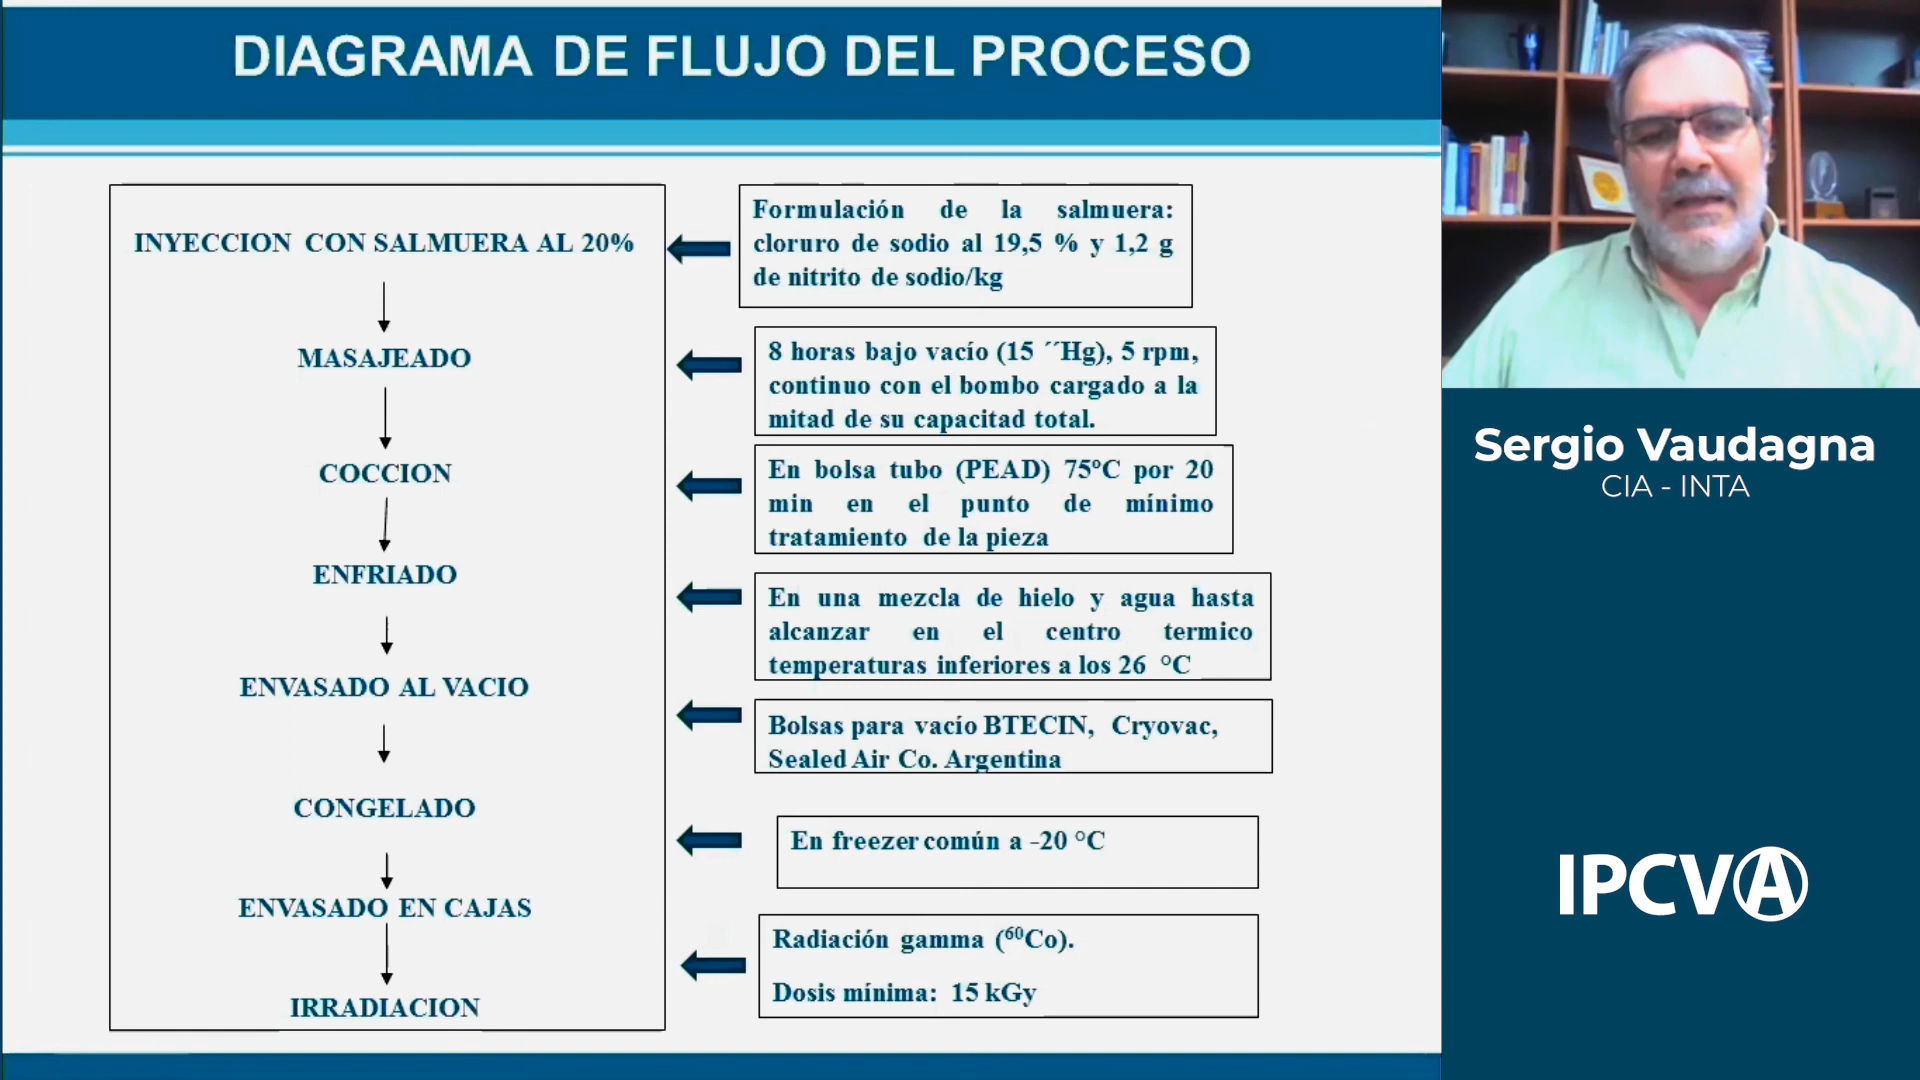 DIAGRAMA DE FLUJO DEL PROCESO
INYECCION CON SALMUERA AL 20%
MASAJEADO
COCCION
ENFRIADO
ENVASADO AL VACIO
CONGELADO
ENVASADO EN CAJAS
IRRADIACION
Formulación de la salmuera:
cloruro de sodio al 19,5 % y 1,2 g
de nitrito de sodio/kg
8 horas bajo vacío (15 ´´Hg), 5 rpm,
continuo con el bombo cargado a la
mitad de su capacitad total.
En bolsa tubo (PEAD) 75ºC por 20
min en el punto de mínimo
tratamiento de la pieza
En una mezcla de hielo y agua hasta
alcanzar en el centro termico
temperaturas inferiores a los 26 °C
Bolsas para vacío BTECIN, Cryovac,
Sealed Air Co. Argentina
En freezer común a -20 °C
Radiación gamma (⁶⁰Co).
Dosis mínima: 15 kGy
Sergio Vaudagna
CIA - INTA
IPCVA